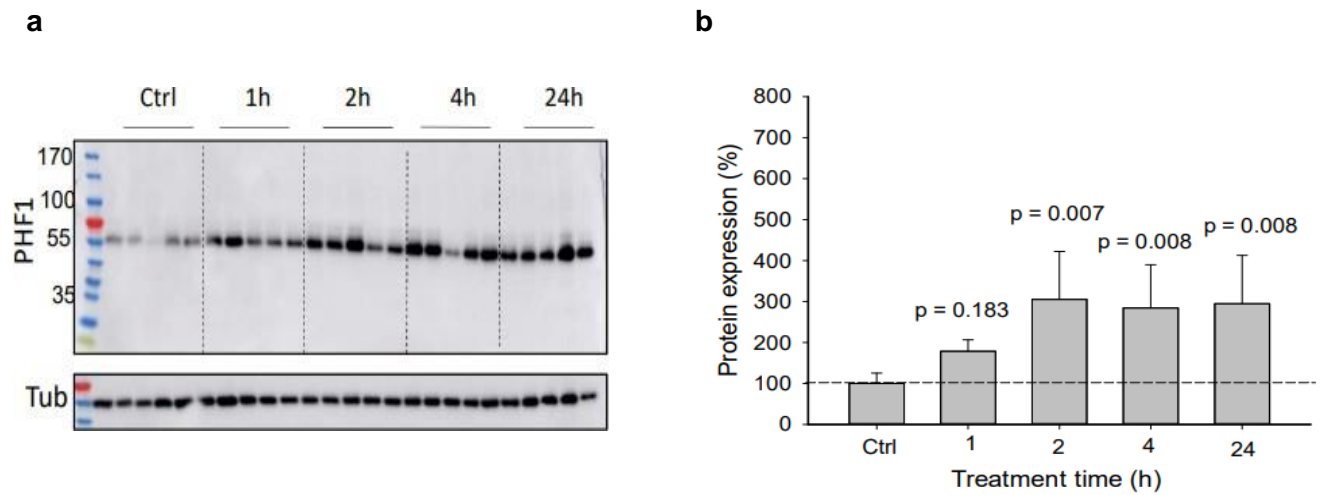 a
b
Ctrl 1h 2h 4h 24h
170
100
55
35
PHF1
Tub
800
700
600
500
400
300
200
100
0
Protein expression (%)
p = 0.183
p = 0.007
p = 0.008
p = 0.008
Ctrl 1 2 4 24
Treatment time (h)